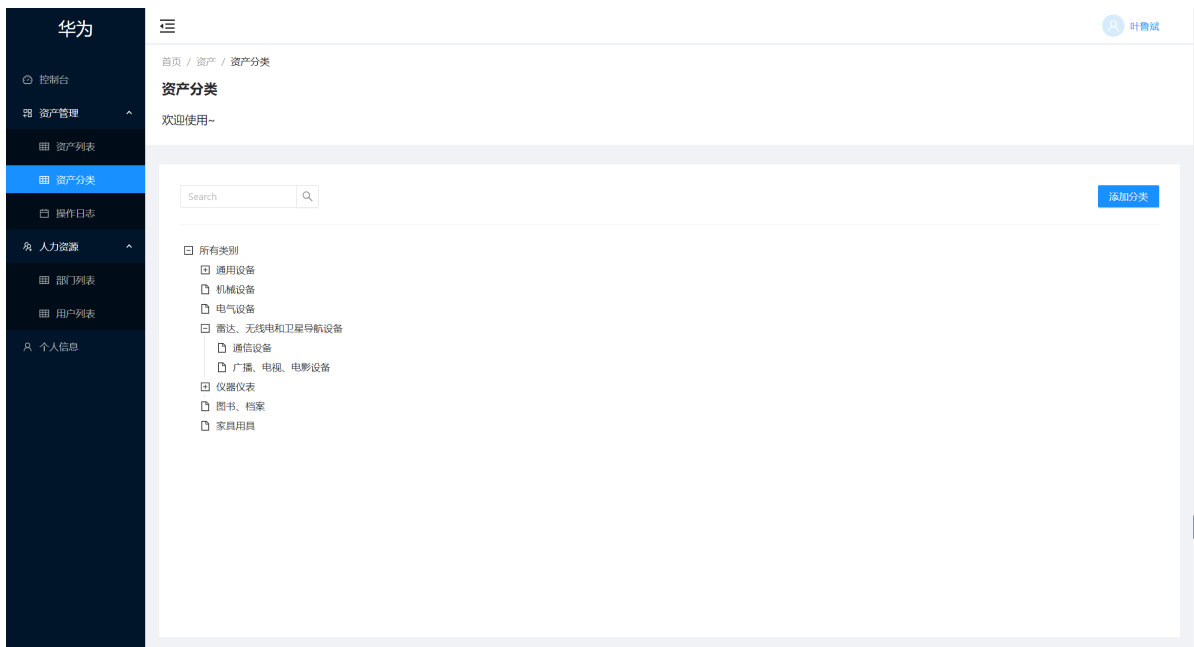 华为
叶鲁斌
首页 / 资产 / 资产分类
资产分类
欢迎使用~
控制台
资产管理
资产列表
资产分类
操作日志
人力资源
部门列表
用户列表
个人信息
Search
添加分类
所有类别
通用设备
机械设备
电气设备
雷达、无线电和卫星导航设备
通信设备
广播、电视、电影设备
仪器仪表
图书、档案
家具用具